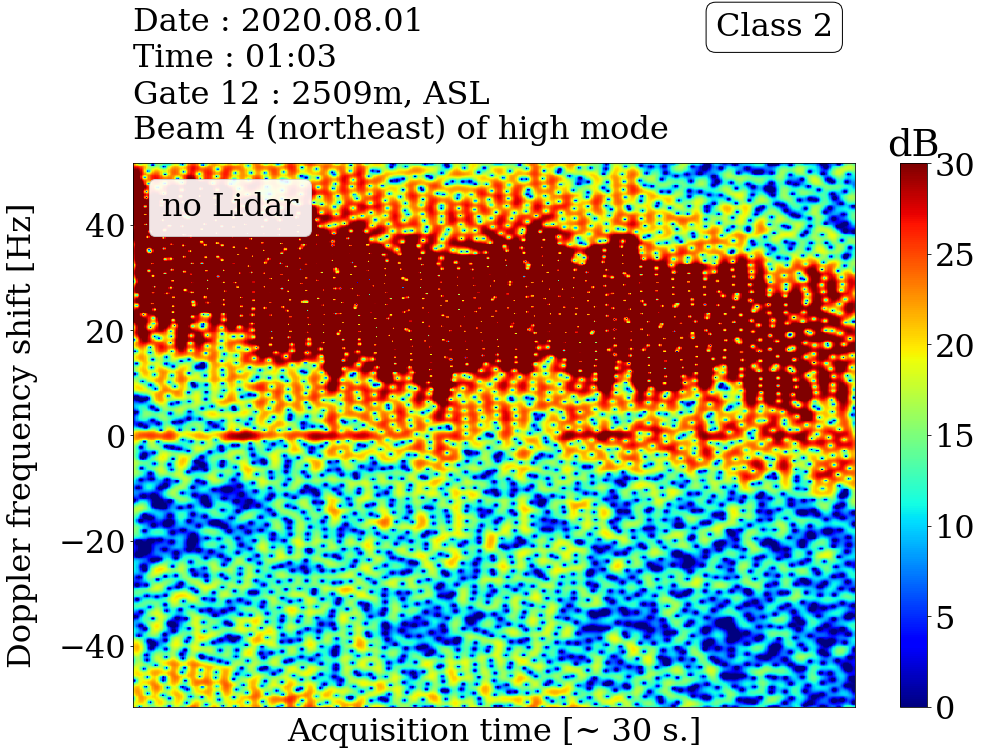 Date : 2020.08.01
Time : 01:03
Gate 12 : 2509m, ASL
Beam 4 (northeast) of high mode
Class 2
dB
no Lidar
Doppler frequency shift [Hz]
40
20
0
−20
−40
30
25
20
15
10
5
0
Acquisition time [~ 30 s.]